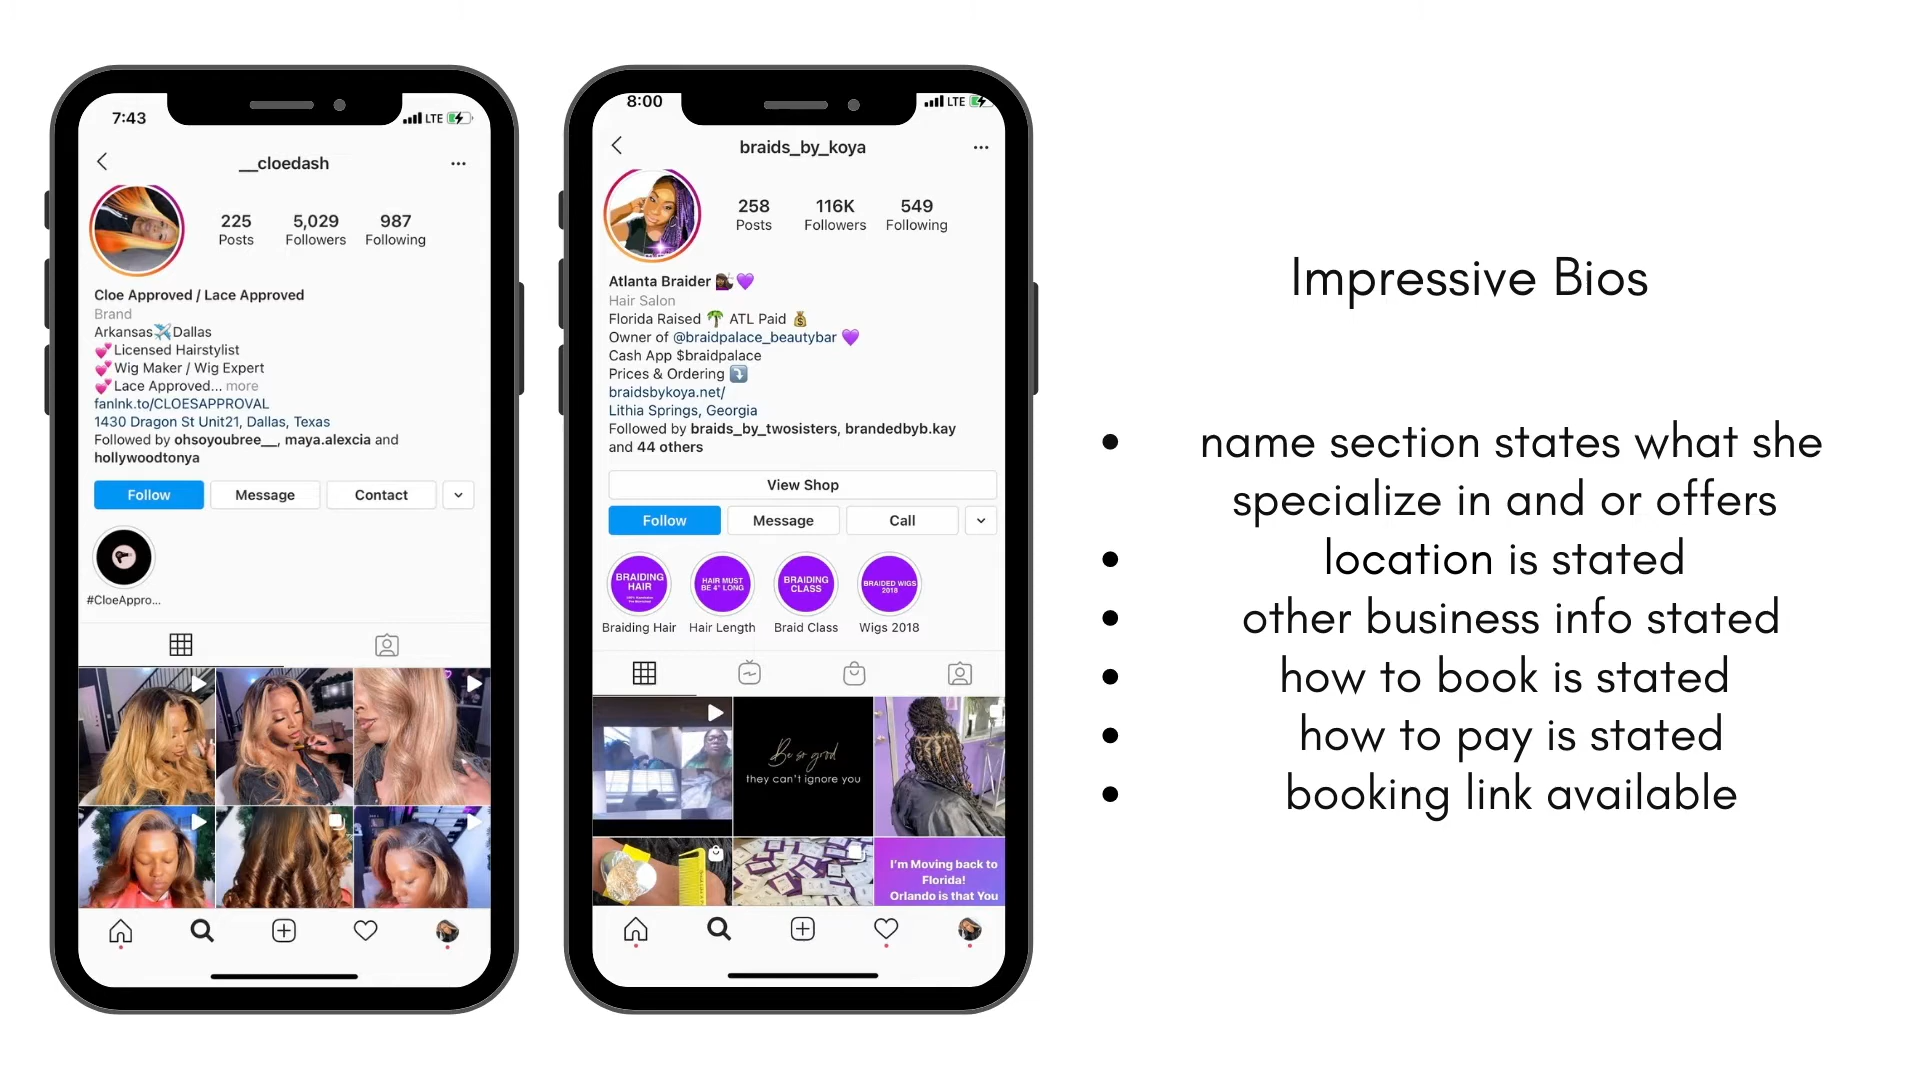 7:43
LTE
__cloedash
225
Posts
5,029
Followers
987
Following
Cloe Approved / Lace Approved
Brand
Arkansas✈️Dallas
💕Licensed Hairstylist
💕Wig Maker / Wig Expert
💕Lace Approved... more
fanlnk.to/CLOESAPPROVAL
1430 Dragon St Unit21, Dallas, Texas
Followed by ohsoyoubree__, maya.alexcia and
hollywoodtonya
Follow
Message
Contact
#CloeAppro...
8:00
LTE
braids_by_koya
258
Posts
116K
Followers
549
Following
Atlanta Braider 💜
Hair Salon
Florida Raised 🌴 ATL Paid 💰
Owner of @braidpalace_beautybar 💜
Cash App $braidpalace
Prices & Ordering ⤵️
braidsbykoya.net/
Lithia Springs, Georgia
Followed by braids_by_twosisters, brandedbyb.kay
and 44 others
View Shop
Follow
Message
Call
BRAIDING
HAIR
HAIR MUST
BE 4" LONG
BRAIDING
CLASS
BRAIDED WIGS
2018
Braiding Hair
Hair Length
Braid Class
Wigs 2018
Be so good
they can't ignore you
I'm Moving back to
Florida!
Orlando is that You
Impressive Bios
• name section states what she
specialize in and or offers
• location is stated
• other business info stated
• how to book is stated
• how to pay is stated
• booking link available